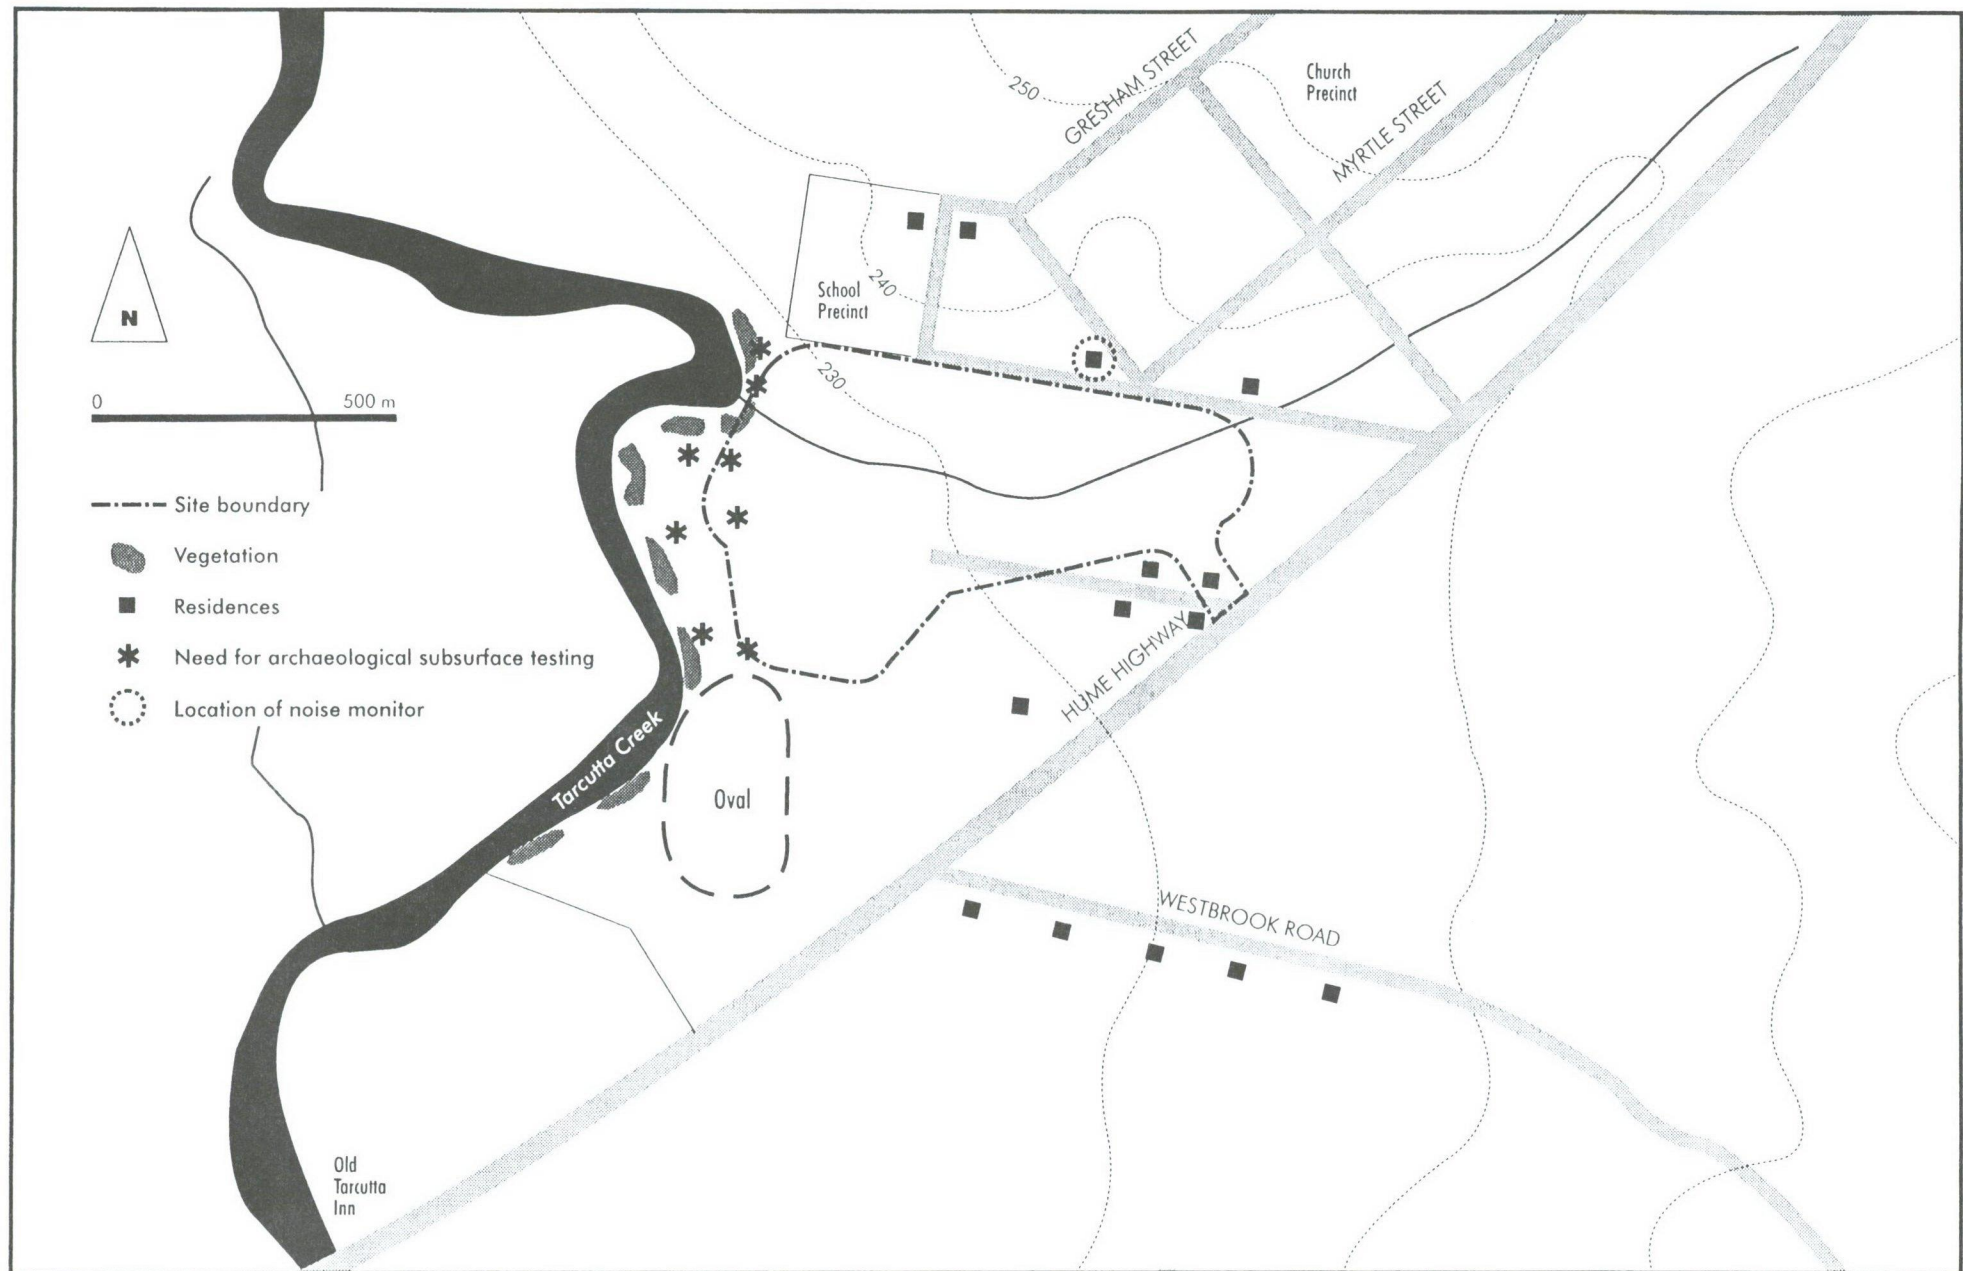 250
GRESHAM STREET
Church
Precinct
MYRTLE STREET
240
School
Precinct
230
N
0 500 m
Site boundary
Vegetation
Residences
Need for archaeological subsurface testing
Location of noise monitor
Tarcutta Creek
HUME HIGHWAY
Oval
WESTBROOK ROAD
Old
Tarcutta
Inn